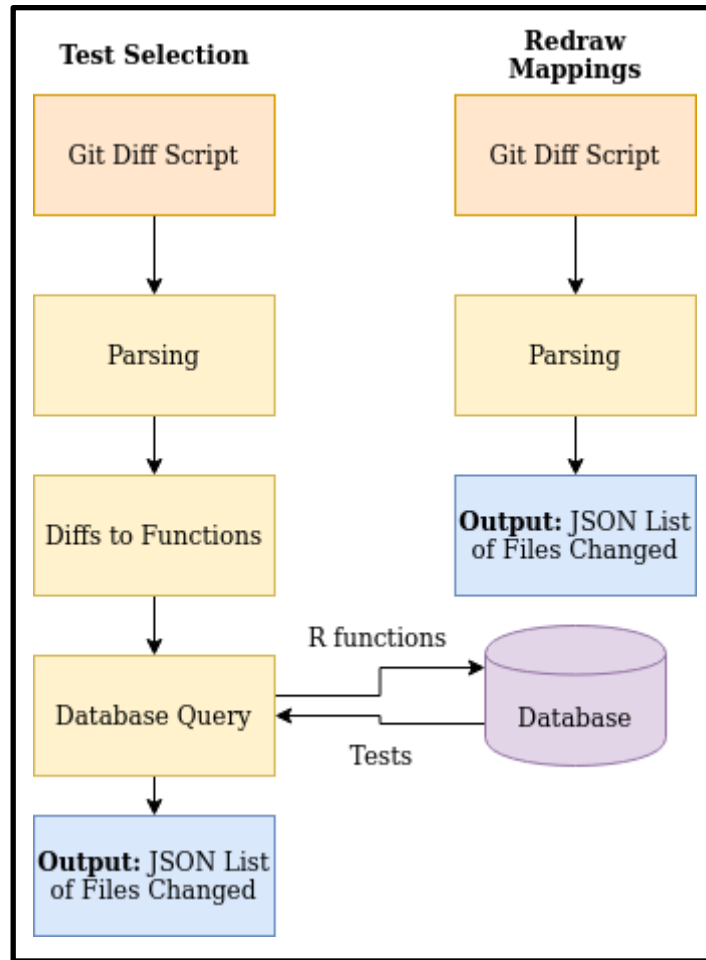 Test Selection
Git Diff Script
Parsing
Diffs to Functions
Database Query
Output: JSON List
of Files Changed
Redraw
Mappings
Git Diff Script
Parsing
Output: JSON List
of Files Changed
R functions
Tests
Database